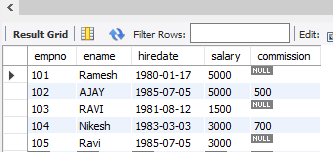 Result Grid Filter Rows: Edit:
empno ename hiredate salary commission
101 Ramesh 1980-01-17 5000 NULL
102 AJAY 1985-07-05 5000 500
103 RAVI 1981-08-12 1500 NULL
104 Nikesh 1983-03-03 3000 700
105 Ravi 1985-07-05 3000 NULL